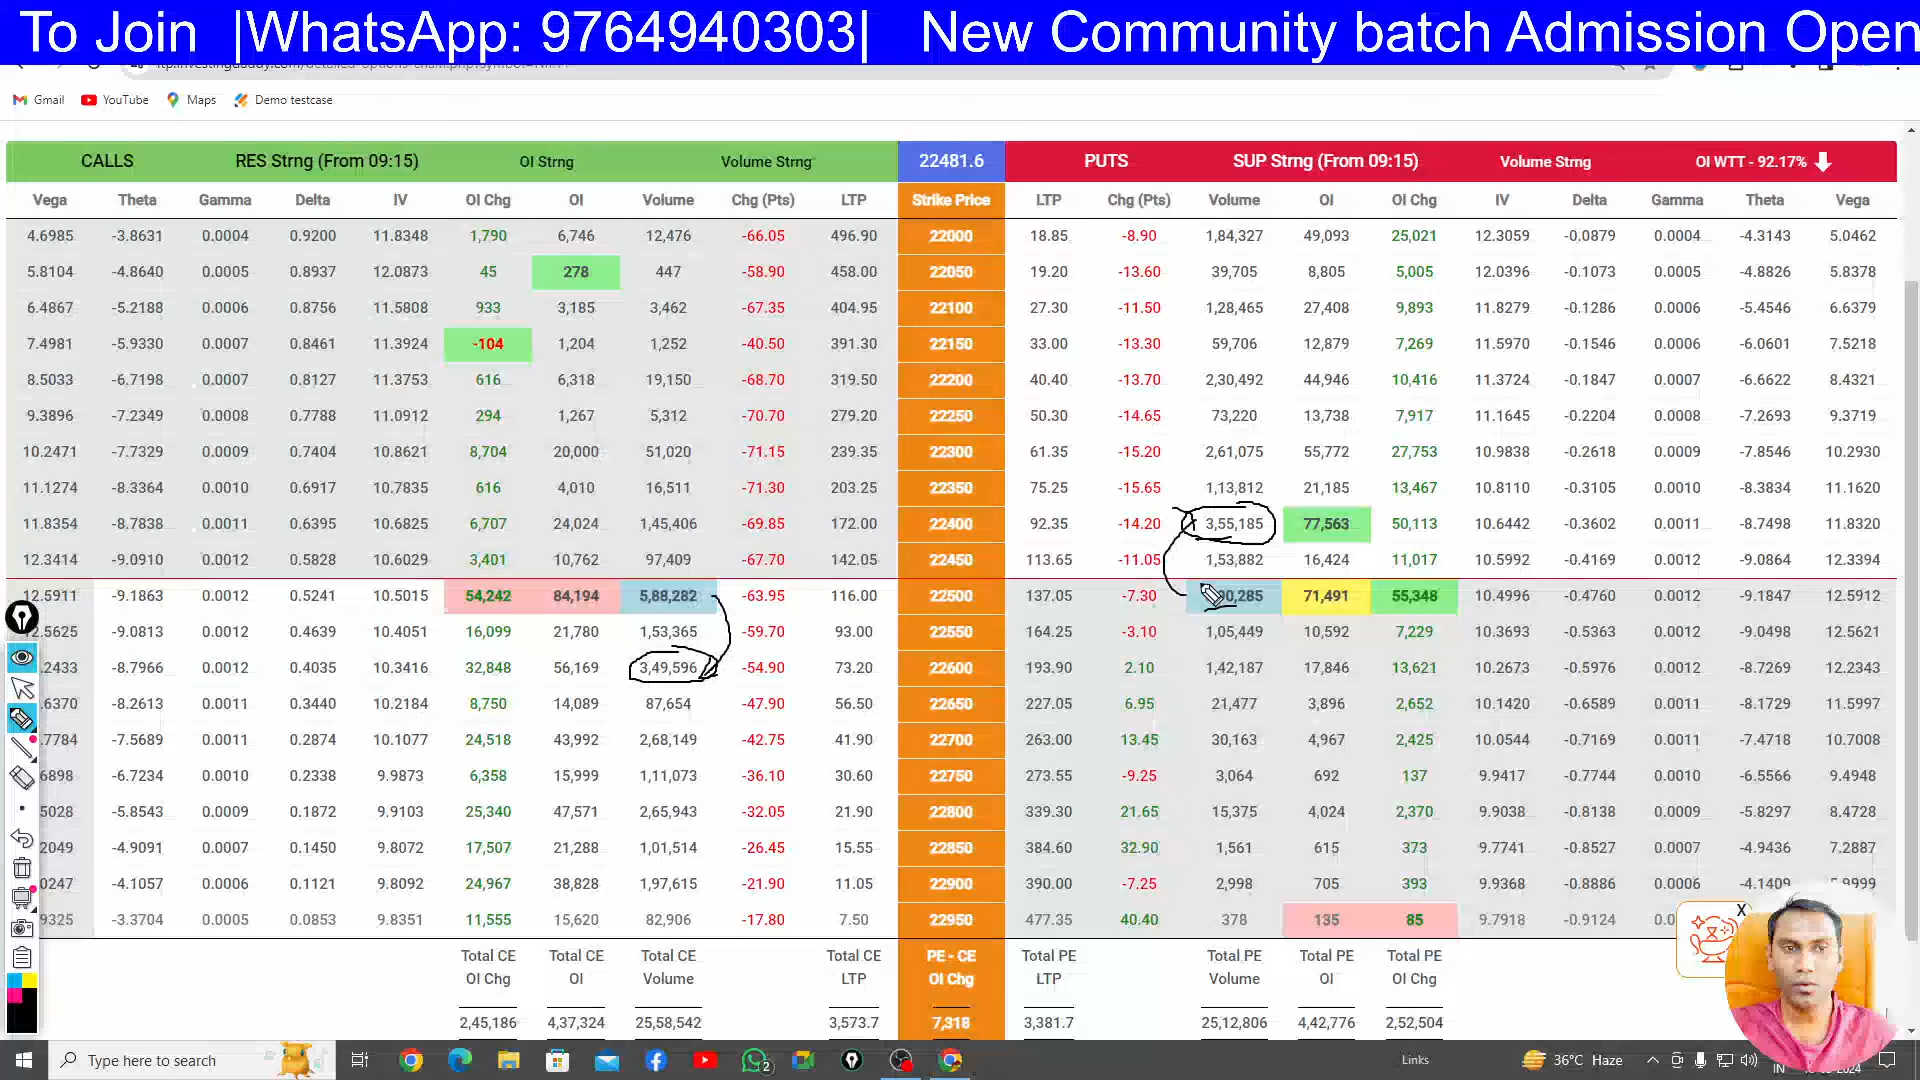 To Join |WhatsApp: 9764940303| New Community batch Admission Open
Gmail YouTube Maps Demo testcase
CALLS RES Strng (From 09:15) OI Strng Volume Strng 22481.6 PUTS SUP Strng (From 09:15) Volume Strng OI WTT - 92.17%
Vega Theta Gamma Delta IV OI Chg OI Volume Chg (Pts) LTP Strike Price LTP Chg (Pts) Volume OI OI Chg IV Delta Gamma Theta Vega
4.6985 -3.8631 0.0004 0.9200 11.8348 1,790 6,746 12,476 -66.05 496.90 22000 18.85 -8.90 1,84,327 49,093 25,021 12.3059 -0.0879 0.0004 -4.3143 5.0462
5.8104 -4.8640 0.0005 0.8937 12.0873 45 278 447 -58.90 458.00 22050 19.20 -13.60 39,705 8,805 5,005 12.0396 -0.1073 0.0005 -4.8826 5.8378
6.4867 -5.2188 0.0006 0.8756 11.5808 933 3,185 3,462 -67.35 404.95 22100 27.30 -11.50 1,28,465 27,408 9,893 11.8279 -0.1286 0.0006 -5.4546 6.6379
7.4981 -5.9330 0.0007 0.8461 11.3924 -104 1,204 1,252 -40.50 391.30 22150 33.00 -13.30 59,706 12,879 7,269 11.5970 -0.1546 0.0006 -6.0601 7.5218
8.5033 -6.7198 0.0007 0.8127 11.3753 616 6,318 19,150 -68.70 319.50 22200 40.40 -13.70 2,30,492 44,946 10,416 11.3724 -0.1847 0.0007 -6.6622 8.4321
9.3896 -7.2349 0.0008 0.7788 11.0912 294 1,267 5,312 -70.70 279.20 22250 50.30 -14.65 73,220 13,738 7,917 11.1645 -0.2204 0.0008 -7.2693 9.3719
10.2471 -7.7329 0.0009 0.7404 10.8621 8,704 20,000 51,020 -71.15 239.35 22300 61.35 -15.20 2,61,075 55,772 27,753 10.9838 -0.2618 0.0009 -7.8546 10.2930
11.1274 -8.3364 0.0010 0.6917 10.7835 616 4,010 16,511 -71.30 203.25 22350 75.25 -15.65 1,13,812 21,185 13,467 10.8110 -0.3105 0.0010 -8.3834 11.1620
11.8354 -8.7838 0.0011 0.6395 10.6825 6,707 24,024 1,45,406 -69.85 172.00 22400 92.35 -14.20 3,55,185 77,563 50,113 10.6442 -0.3602 0.0011 -8.7498 11.8320
12.3414 -9.0910 0.0012 0.5828 10.6029 3,401 10,762 97,409 -67.70 142.05 22450 113.65 -11.05 1,53,882 16,424 11,017 10.5992 -0.4169 0.0012 -9.0864 12.3394
12.5911 -9.1863 0.0012 0.5241 10.5015 54,242 84,194 5,88,282 -63.95 116.00 22500 137.05 -7.30 0,285 71,491 55,348 10.4996 -0.4760 0.0012 -9.1847 12.5912
12.5625 -9.0813 0.0012 0.4639 10.4051 16,099 21,780 1,53,365 -59.70 93.00 22550 164.25 -3.10 1,05,449 10,592 7,229 10.3693 -0.5363 0.0012 -9.0498 12.5621
.2433 -8.7966 0.0012 0.4035 10.3416 32,848 56,169 3,49,596 -54.90 73.20 22600 193.90 2.10 1,42,187 17,846 13,621 10.2673 -0.5976 0.0012 -8.7269 12.2343
.6370 -8.2613 0.0011 0.3440 10.2184 8,750 14,089 87,654 -47.90 56.50 22650 227.05 6.95 21,477 3,896 2,652 10.1420 -0.6589 0.0011 -8.1729 11.5997
.7784 -7.5689 0.0011 0.2874 10.1077 24,518 43,992 2,68,149 -42.75 41.90 22700 263.00 13.45 30,163 4,967 2,425 10.0544 -0.7169 0.0011 -7.4718 10.7008
6898 -6.7234 0.0010 0.2338 9.9873 6,358 15,999 1,11,073 -36.10 30.60 22750 273.55 -9.25 3,064 692 137 9.9417 -0.7744 0.0010 -6.5566 9.4948
5028 -5.8543 0.0009 0.1872 9.9103 25,340 47,571 2,65,943 -32.05 21.90 22800 339.30 21.65 15,375 4,024 2,370 9.9038 -0.8138 0.0009 -5.8297 8.4728
2049 -4.9091 0.0007 0.1450 9.8072 17,507 21,288 1,01,514 -26.45 15.55 22850 384.60 32.90 1,561 615 373 9.7741 -0.8527 0.0007 -4.9436 7.2887
0247 -4.1057 0.0006 0.1121 9.8092 24,967 38,828 1,97,615 -21.90 11.05 22900 390.00 -7.25 2,998 705 393 9.9368 -0.8886 0.0006 -4.1409
9325 -3.3704 0.0005 0.0853 9.8351 11,555 15,620 82,906 -17.80 7.50 22950 477.35 40.40 378 135 85 9.7918 -0.9124
X
Total CE Total CE Total CE Total CE PE - CE Total PE Total PE Total PE Total PE
OI Chg OI Volume LTP OI Chg LTP Volume OI OI Chg
2,45,186 4,37,324 25,58,542 3,573.7 7,318 3,381.7 25,12,806 4,42,776 2,52,504
Type here to search 2 Links 36°C Haze IN